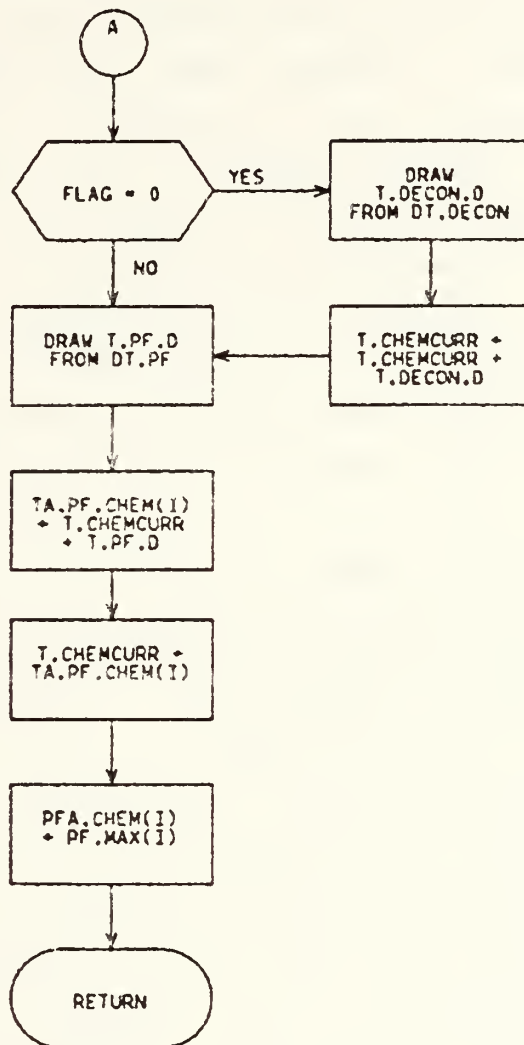 A
FLAG = 0
YES
DRAW
T.DECON.D
FROM DT.DECON
NO
DRAW T.PF.D
FROM DT.PF
T.CHEMCURR ←
T.CHEMCURR +
T.DECON.D
TA.PF.CHEM(I)
← T.CHEMCURR
+ T.PF.D
T.CHEMCURR ←
TA.PF.CHEM(I)
PFA.CHEM(I)
← PF.MAX(I)
RETURN